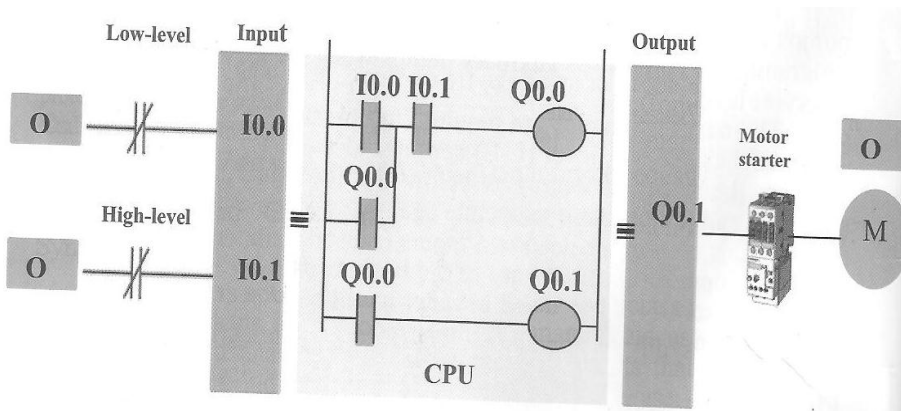 Low-level
Input
Output
I0.0 I0.1
Q0.0
O
I0.0
Motor
starter
O
Q0.0
High-level
Q0.1
M
O
I0.1
Q0.0
Q0.1
CPU